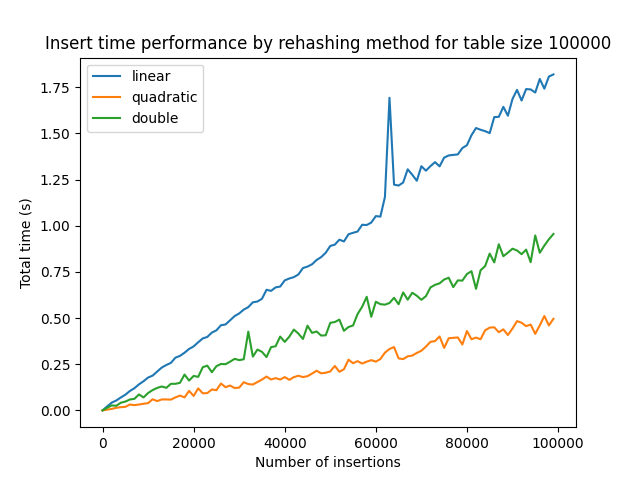 Insert time performance by rehashing method for table size 100000
linear
quadratic
double
1.75
1.50
1.25
1.00
0.75
0.50
0.25
0.00
Total time (s)
0 20000 40000 60000 80000 100000
Number of insertions